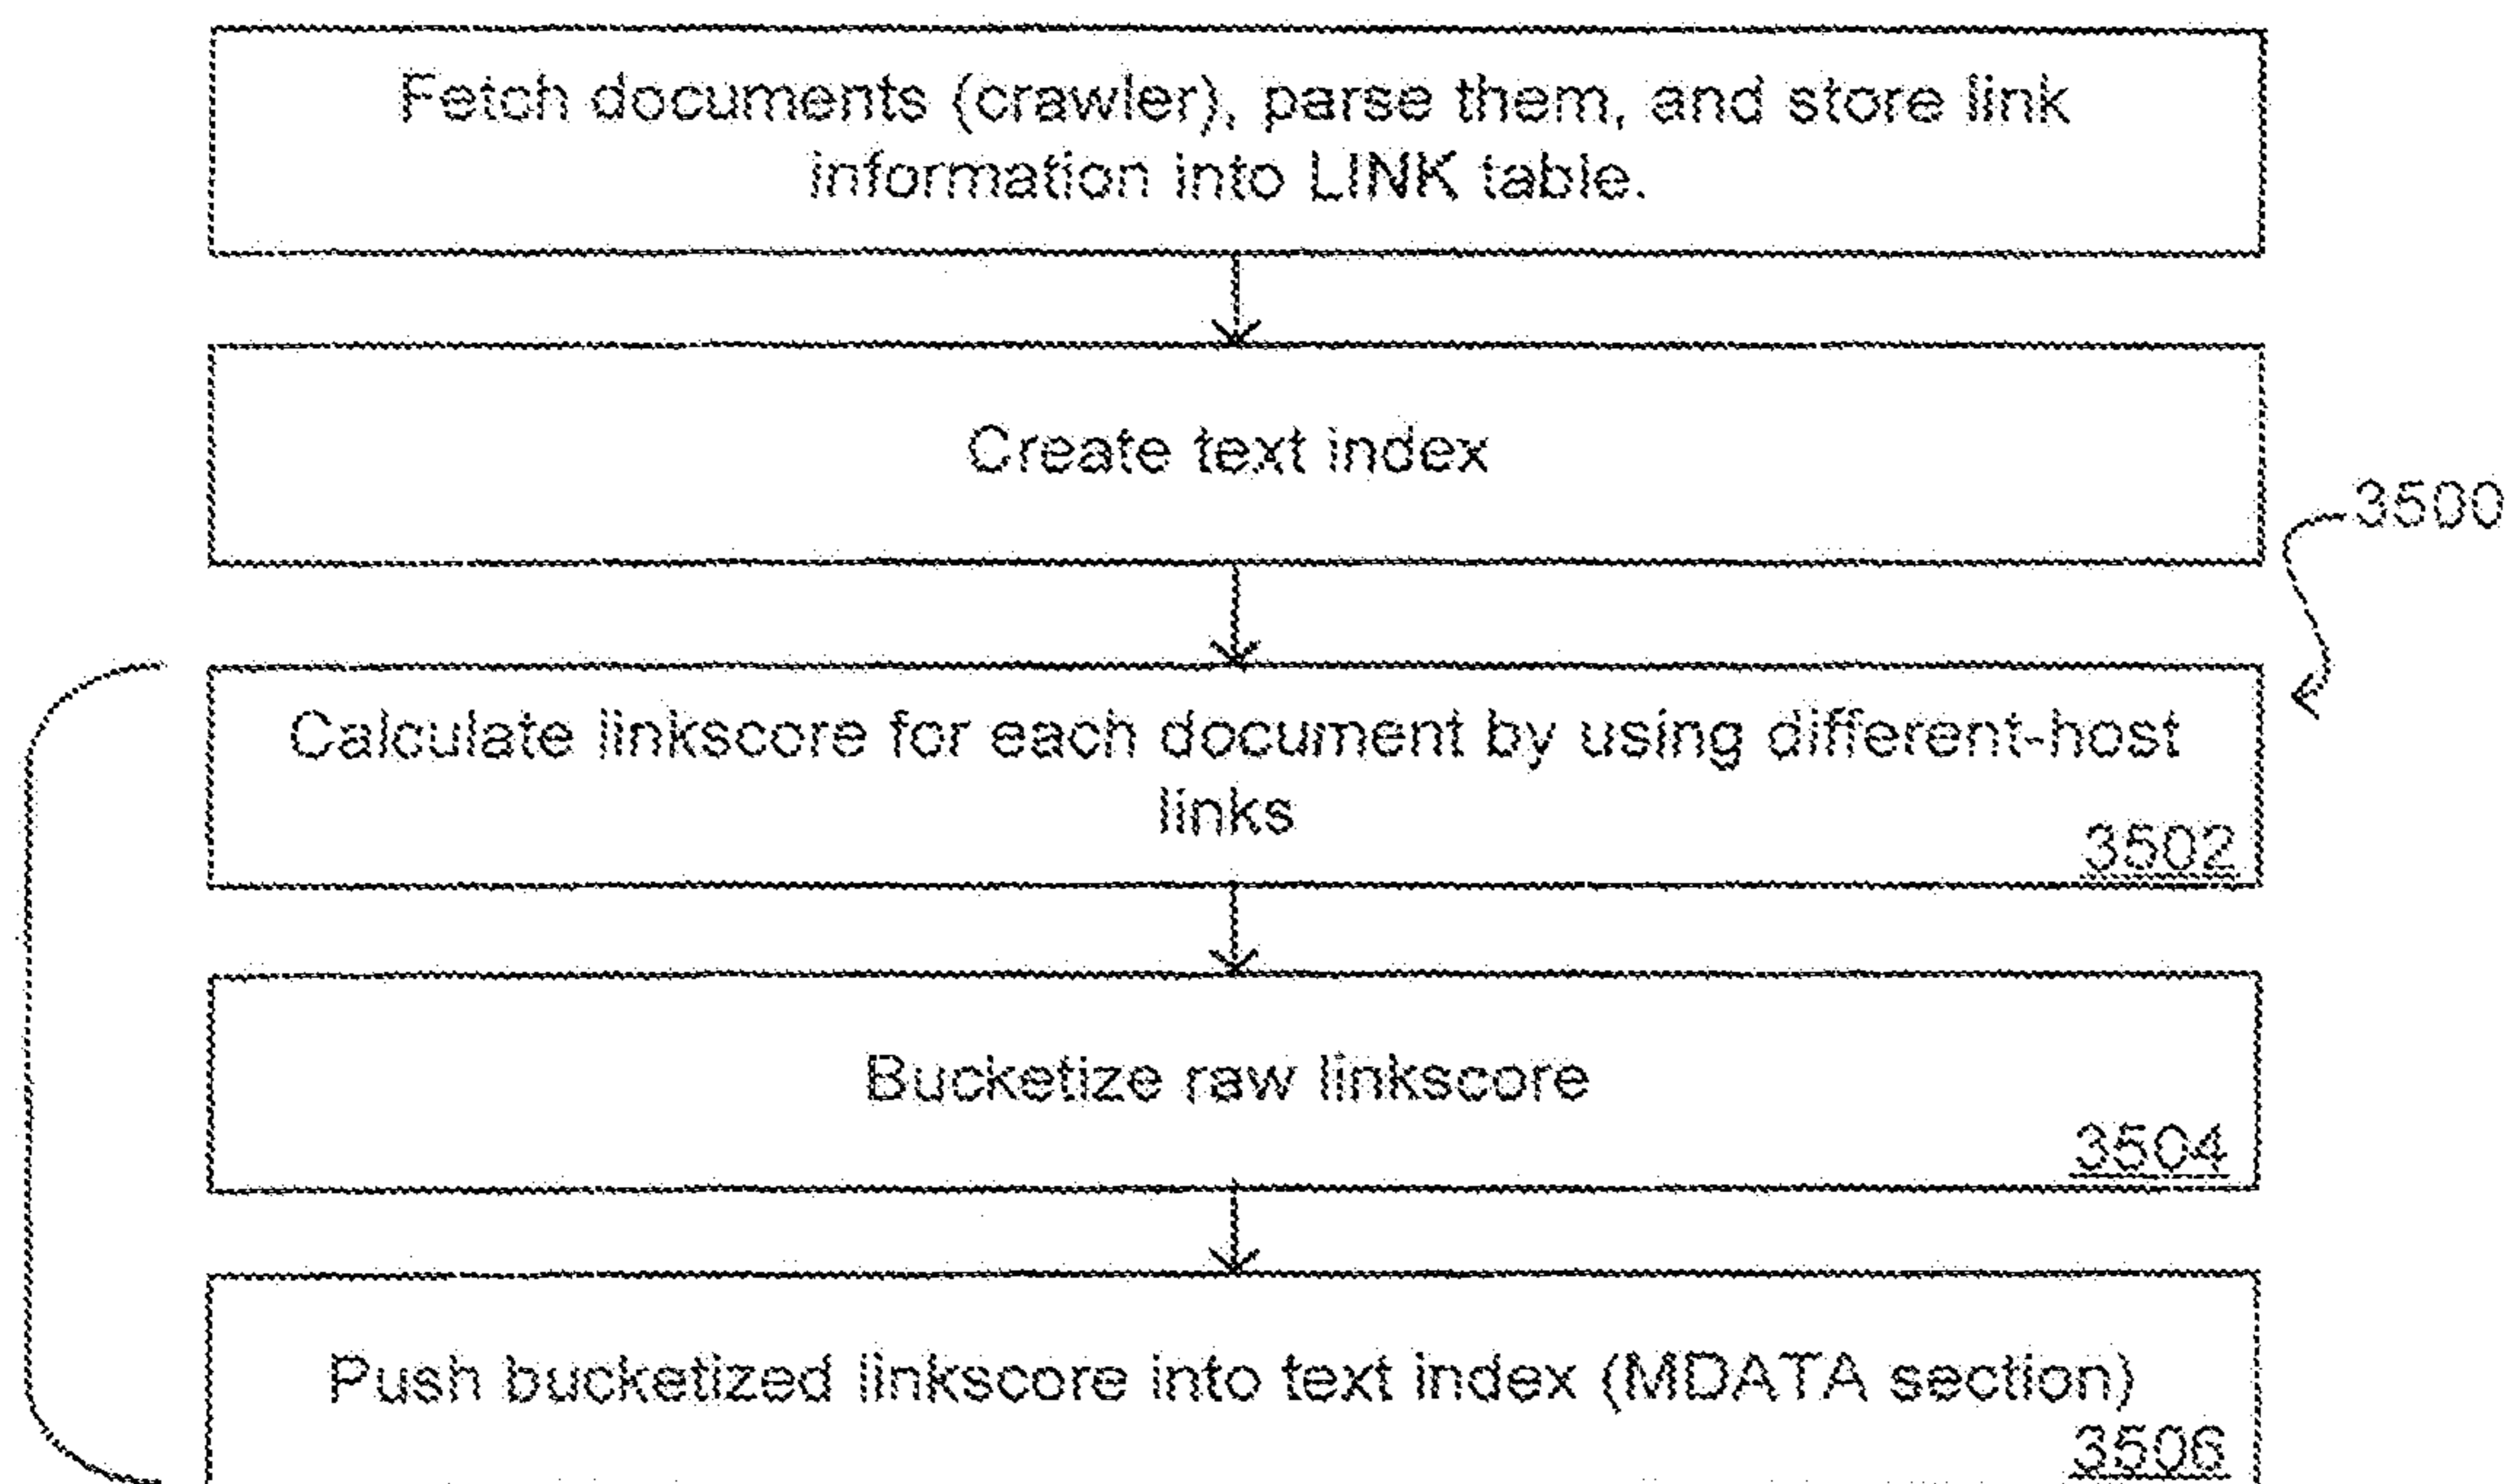 Fetch documents (crawler), parse them, and store link
information into LINK table.
Create text index
3500
Calculate linkscore for each document by using different-host
links
3502
Bucketize raw linkscore
3504
Push bucketized linkscore into text index (MDATA section)
3506